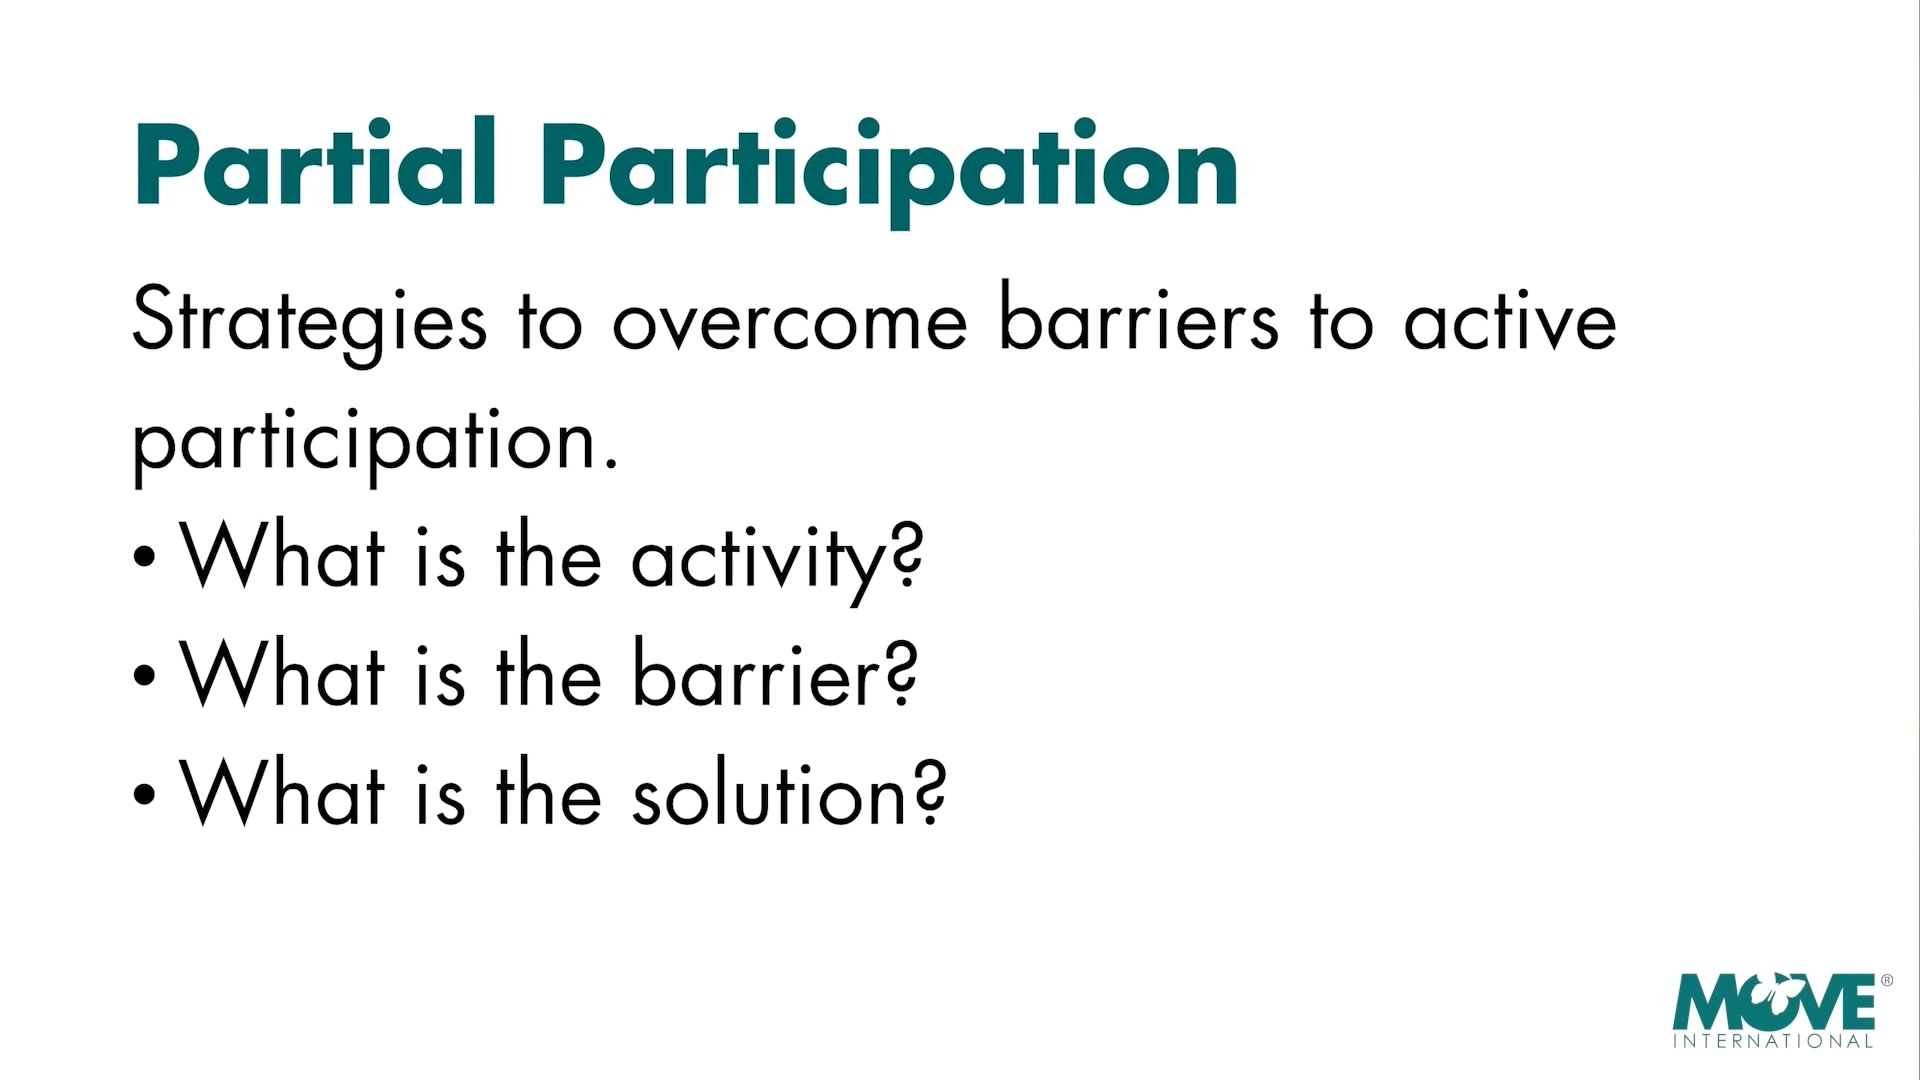 Partial Participation
Strategies to overcome barriers to active
participation.
• What is the activity?
• What is the barrier?
• What is the solution?
MOVE®
INTERNATIONAL